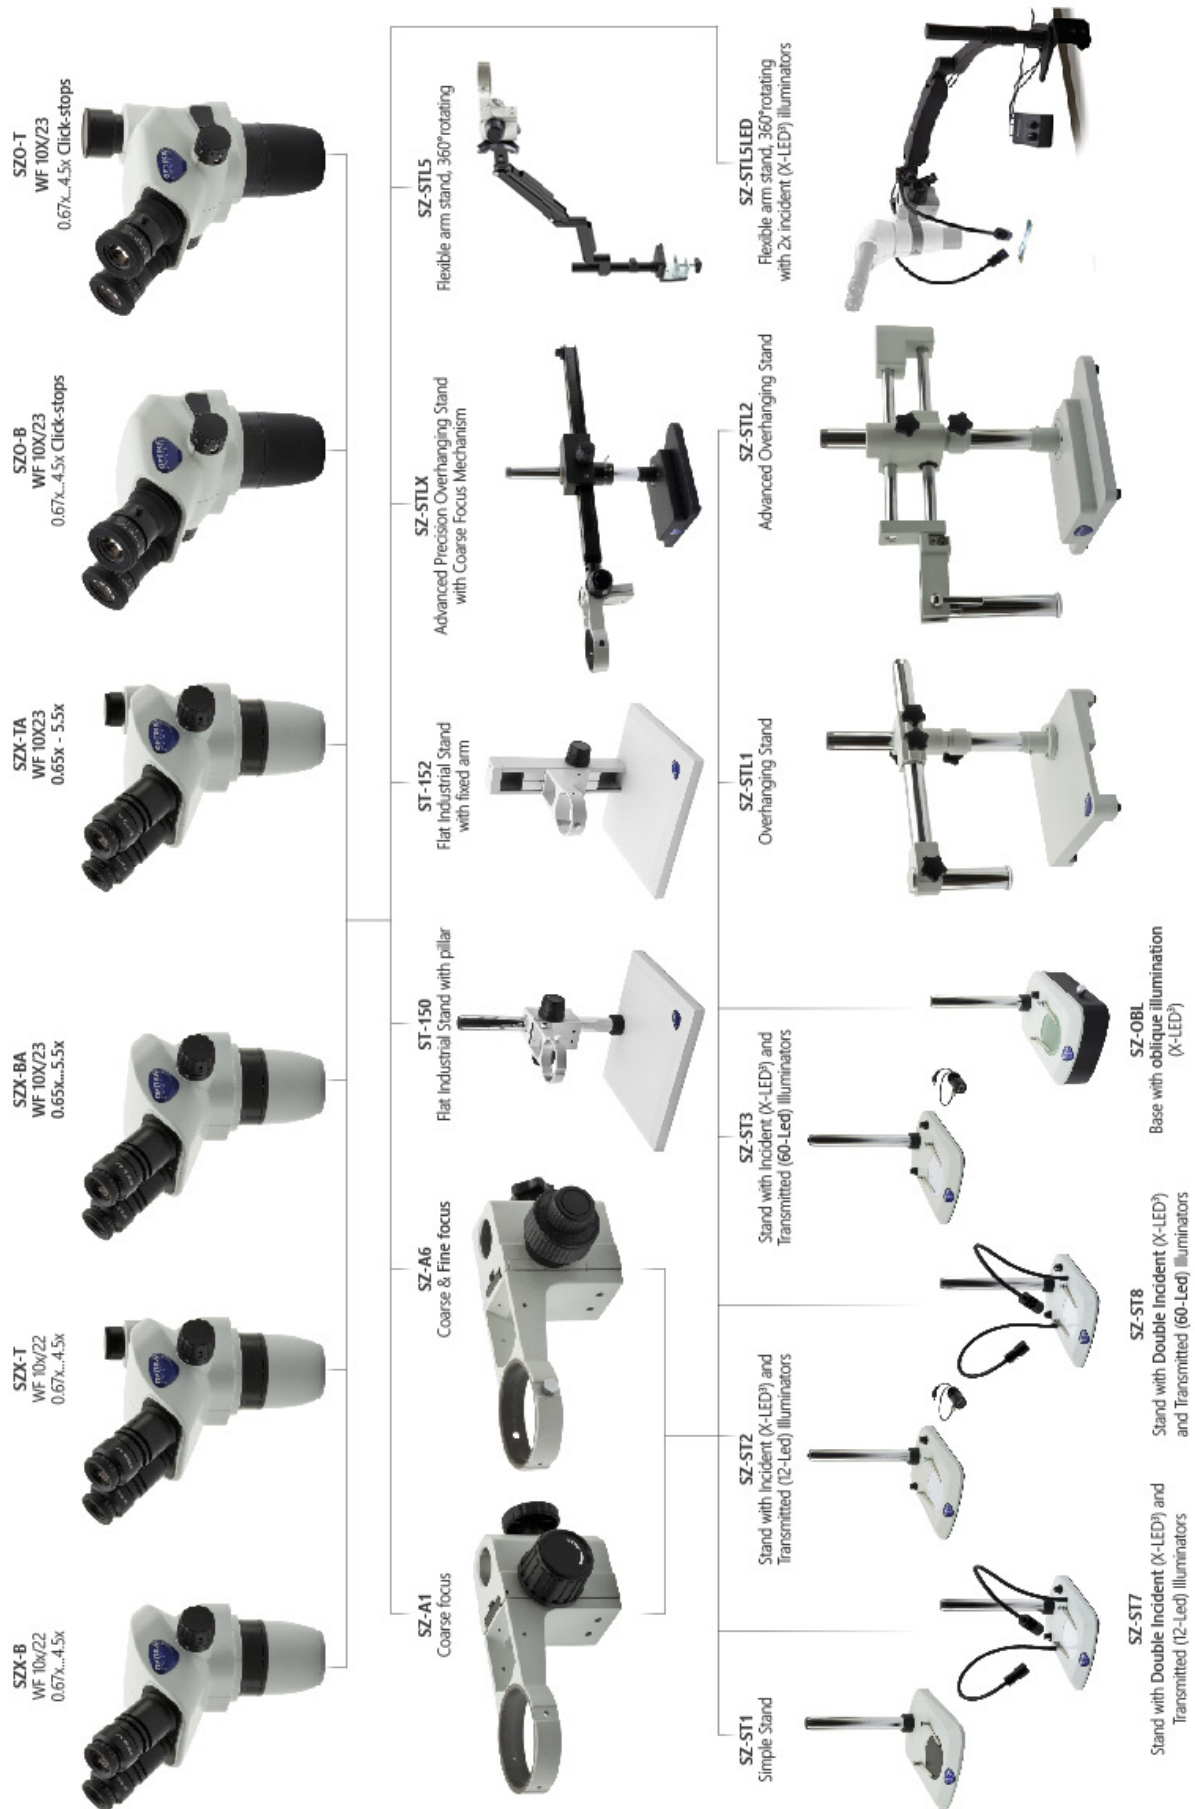 SZX-B
WF 10x/22
0.67x...4.5x
SZX-T
WF 10x/22
0.67x...4.5x
SZX-BA
WF 10X/23
0.65x...5.5x
SZX-TA
WF 10X23
0.65x - 5.5x
SZO-B
WF 10X/23
0.67x...4.5x Click-stops
SZO-T
WF 10X/23
0.67x...4.5x Click-stops
SZ-A1
Coarse focus
SZ-A6
Coarse & Fine focus
ST-150
Flat Industrial Stand with pillar
ST-152
Flat Industrial Stand
with fixed arm
SZ-STLX
Advanced Precision Overhanging Stand
with Coarse Focus Mechanism
SZ-STL5
Flexible arm stand, 360°rotating
SZ-ST1
Simple Stand
SZ-ST2
Stand with Incident (X-LED³) and
Transmitted (12-Led) Illuminators
SZ-ST3
Stand with Incident (X-LED³) and
Transmitted (60-Led) Illuminators
SZ-STL1
Overhanging Stand
SZ-STL2
Advanced Overhanging Stand
SZ-STL5LED
Flexible arm stand, 360°rotating
with 2x incident (X-LED³) illuminators
SZ-ST7
Stand with Double Incident (X-LED³) and
Transmitted (12-Led) Illuminators
SZ-ST8
Stand with Double Incident (X-LED³)
and Transmitted (60-Led) Illuminators
SZ-OBL
Base with oblique illumination
(X-LED³)